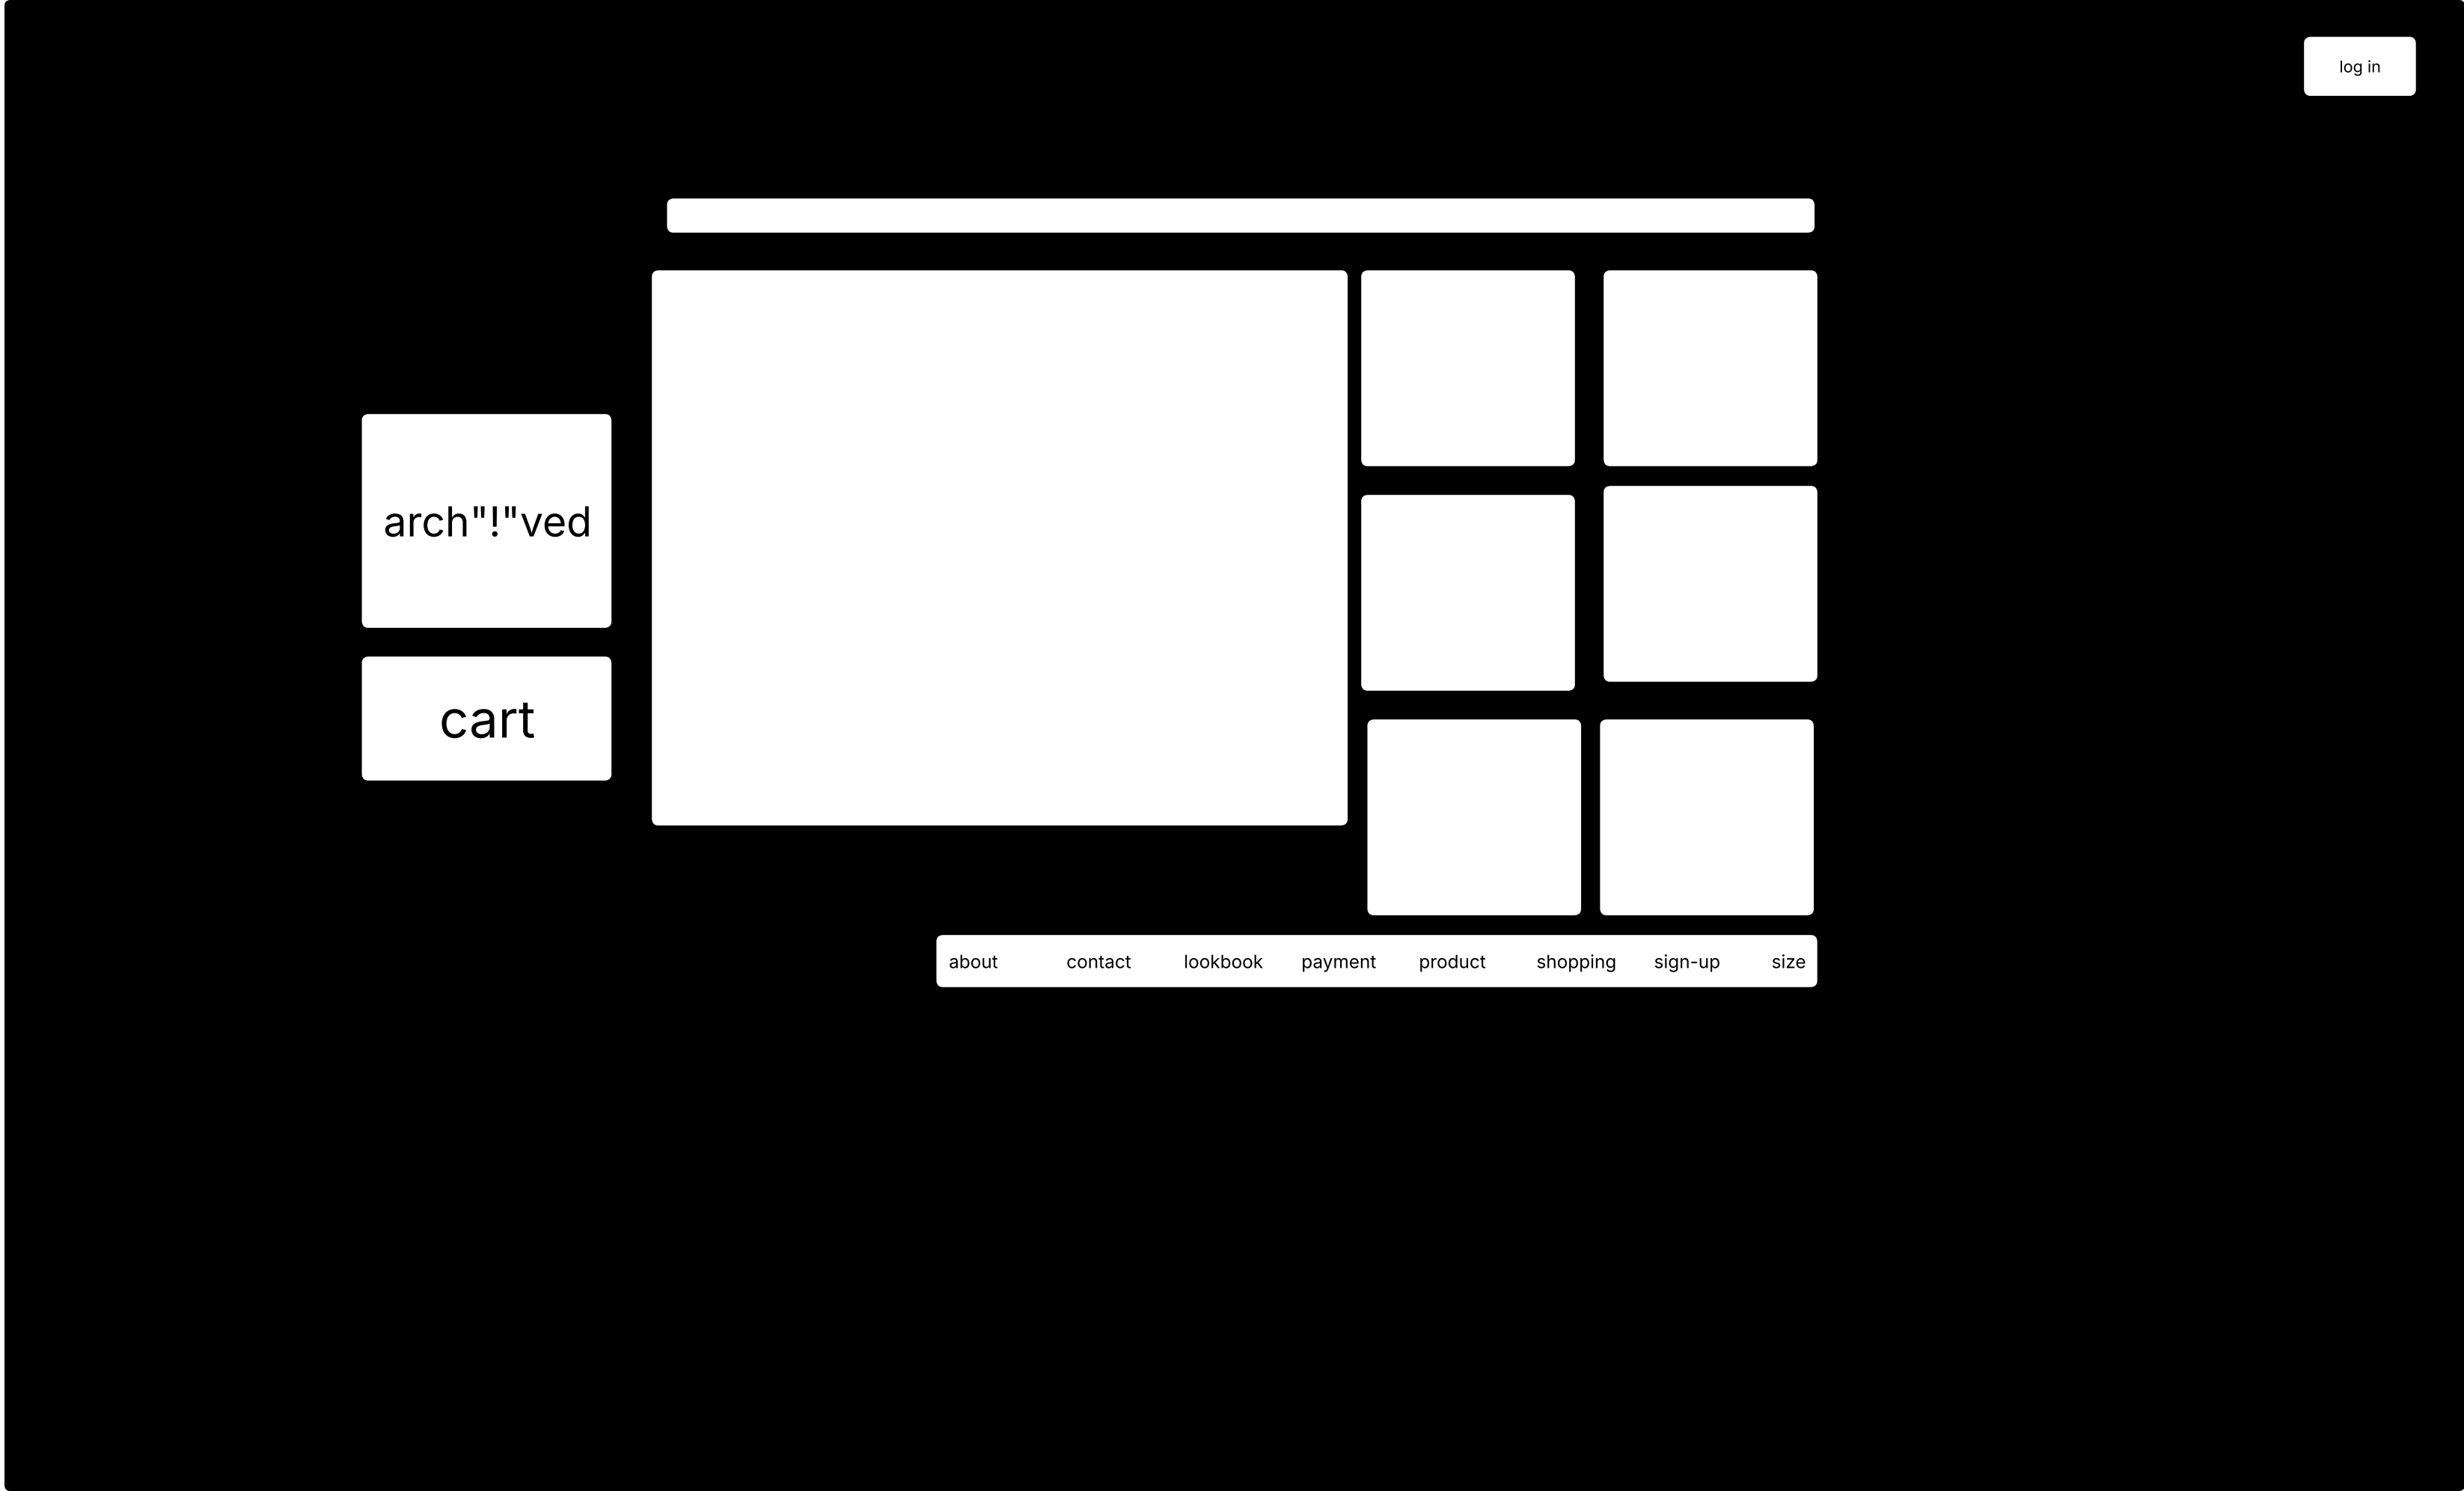 log in
arch"!"ved
cart
about contact lookbook payment product shopping sign-up size